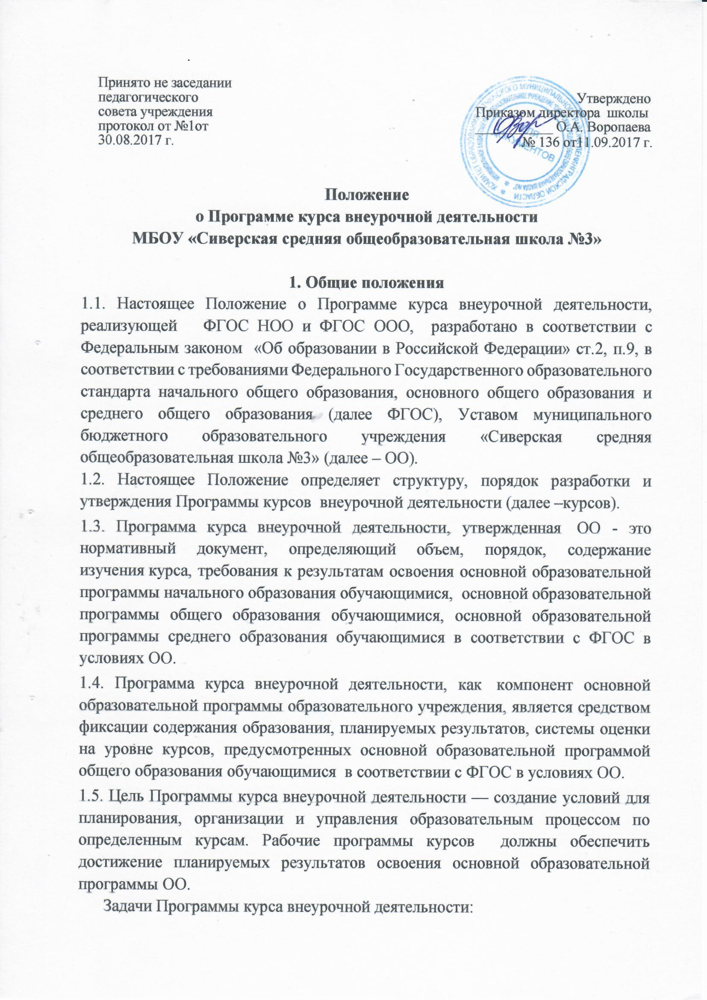 Принято не заседании
педагогического
совета учреждения
протокол от №1от
30.08.2017 г.
Утверждено
Приказом директора школы
____________ О.А. Воропаева
№ 136 от11.09.2017 г.
ДОКУМЕНТОВ
Положение
о Программе курса внеурочной деятельности
МБОУ «Сиверская средняя общеобразовательная школа №3»
1. Общие положения
1.1. Настоящее Положение о Программе курса внеурочной деятельности,
реализующей ФГОС НОО и ФГОС ООО, разработано в соответствии с
Федеральным законом «Об образовании в Российской Федерации» ст.2, п.9, в
соответствии с требованиями Федерального Государственного образовательного
стандарта начального общего образования, основного общего образования и
среднего общего образования (далее ФГОС), Уставом муниципального
бюджетного образовательного учреждения «Сиверская средняя
общеобразовательная школа №3» (далее – ОО).
1.2. Настоящее Положение определяет структуру, порядок разработки и
утверждения Программы курсов внеурочной деятельности (далее –курсов).
1.3. Программа курса внеурочной деятельности, утвержденная ОО - это
нормативный документ, определяющий объем, порядок, содержание
изучения курса, требования к результатам освоения основной образовательной
программы начального образования обучающимися, основной образовательной
программы общего образования обучающимися, основной образовательной
программы среднего образования обучающимися в соответствии с ФГОС в
условиях ОО.
1.4. Программа курса внеурочной деятельности, как компонент основной
образовательной программы образовательного учреждения, является средством
фиксации содержания образования, планируемых результатов, системы оценки
на уровне курсов, предусмотренных основной образовательной программой
общего образования обучающимися в соответствии с ФГОС в условиях ОО.
1.5. Цель Программы курса внеурочной деятельности — создание условий для
планирования, организации и управления образовательным процессом по
определенным курсам. Рабочие программы курсов должны обеспечить
достижение планируемых результатов освоения основной образовательной
программы ОО.
Задачи Программы курса внеурочной деятельности: